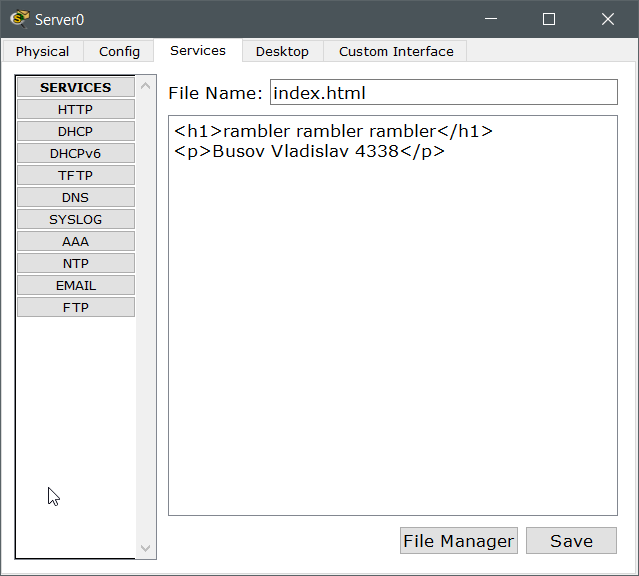 Server0
Physical Config Services Desktop Custom Interface
SERVICES
HTTP
DHCP
DHCPv6
TFTP
DNS
SYSLOG
AAA
NTP
EMAIL
FTP
File Name: index.html
<h1>rambler rambler rambler</h1>
<p>Busov Vladislav 4338</p>
File Manager Save